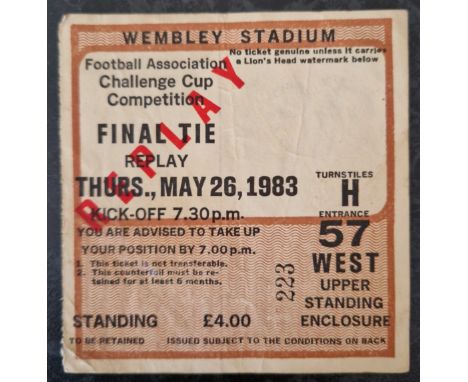 WEMBLEY STADIUM
No ticket genuine unless it carries
a Lion's Head watermark below
Football Association
Challenge Cup
Competition
REPLAY
FINAL TIE
REPLAY
THURS., MAY 26, 1983
KICK-OFF 7.30 p.m.
YOU ARE ADVISED TO TAKE UP
YOUR POSITION BY 7.00 p.m.
1. This ticket is not transferable.
2. This counterfoil must be re-
tained for at least 6 months.
TURNSTILES
H
ENTRANCE
57
WEST
UPPER
STANDING
ENCLOSURE
223
STANDING £4.00
TO BE RETAINED ISSUED SUBJECT TO THE CONDITIONS ON BACK